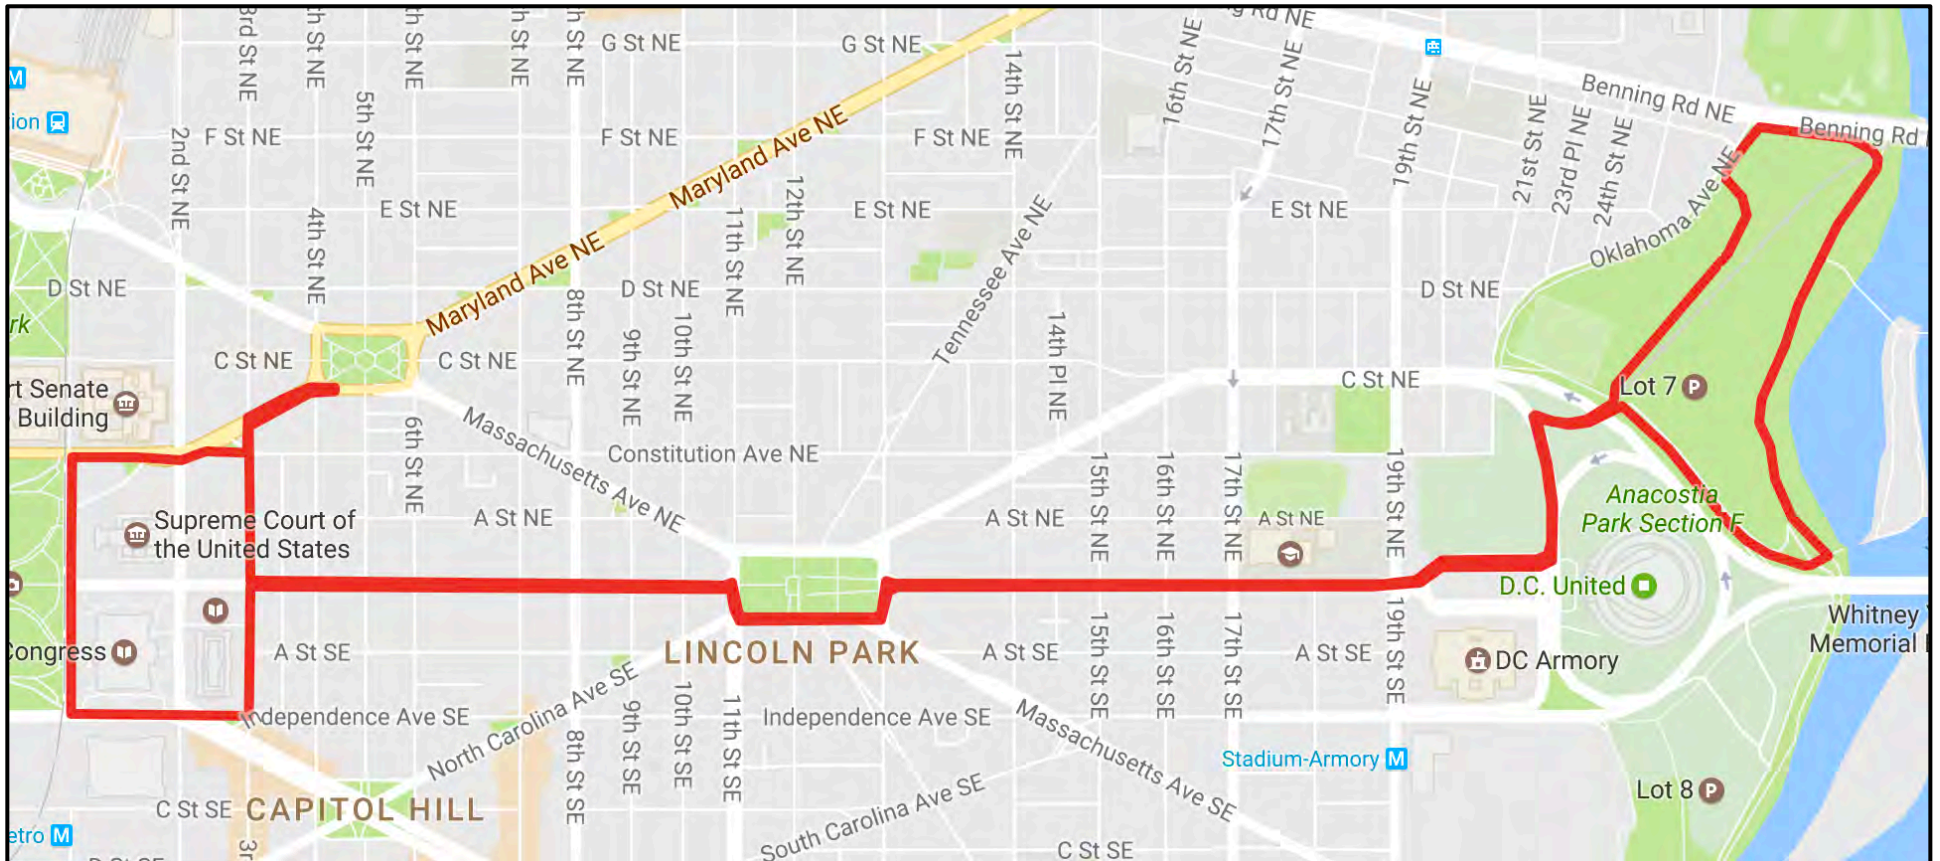 G St NE
G St NE
3rd St NE
5th St NE
14th St NE
16th St NE
17th St NE
19th St NE
Benning Rd NE
Benning Rd
21st St NE
23rd Pl NE
24th St NE
2nd St NE
F St NE
F St NE
F St NE
Maryland Ave NE
4th St NE
E St NE
E St NE
E St NE
11th St NE
12th St NE
Oklahoma Ave NE
Maryland Ave NE
Tennessee Ave NE
D St NE
D St NE
D St NE
8th St NE
9th St NE
10th St NE
14th Pl NE
C St NE
C St NE
C St NE
Lot 7
P
Senate
Building
6th St NE
Massachusetts Ave NE
Constitution Ave NE
15th St NE
16th St NE
17th St NE
19th St NE
Anacostia
Park Section F
Supreme Court of
the United States
A St NE
A St NE
A St NE
D.C. United
Whitney
Memorial
Congress
A St SE
LINCOLN PARK
A St SE
A St SE
15th St SE
16th St SE
17th St SE
19th St SE
DC Armory
Independence Ave SE
North Carolina Ave SE
Independence Ave SE
Massachusetts Ave SE
8th St SE
9th St SE
10th St SE
11th St SE
Stadium-Armory M
Lot 8 P
C St SE
CAPITOL HILL
South Carolina Ave SE
M
C St SE